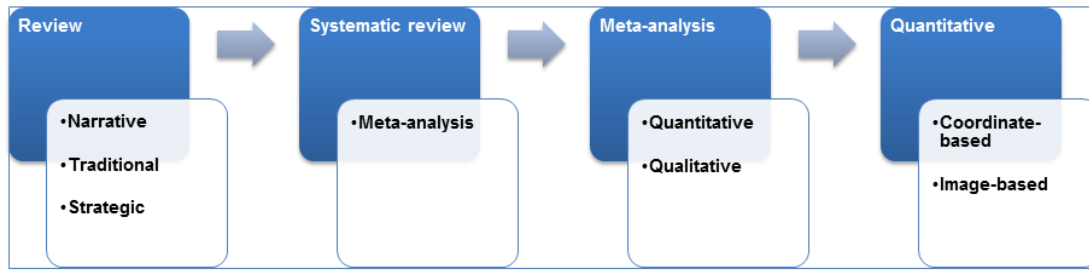 Review
•Narrative
•Traditional
•Strategic
Systematic review
•Meta-analysis
Meta-analysis
•Quantitative
•Qualitative
Quantitative
•Coordinate-
based
•Image-based